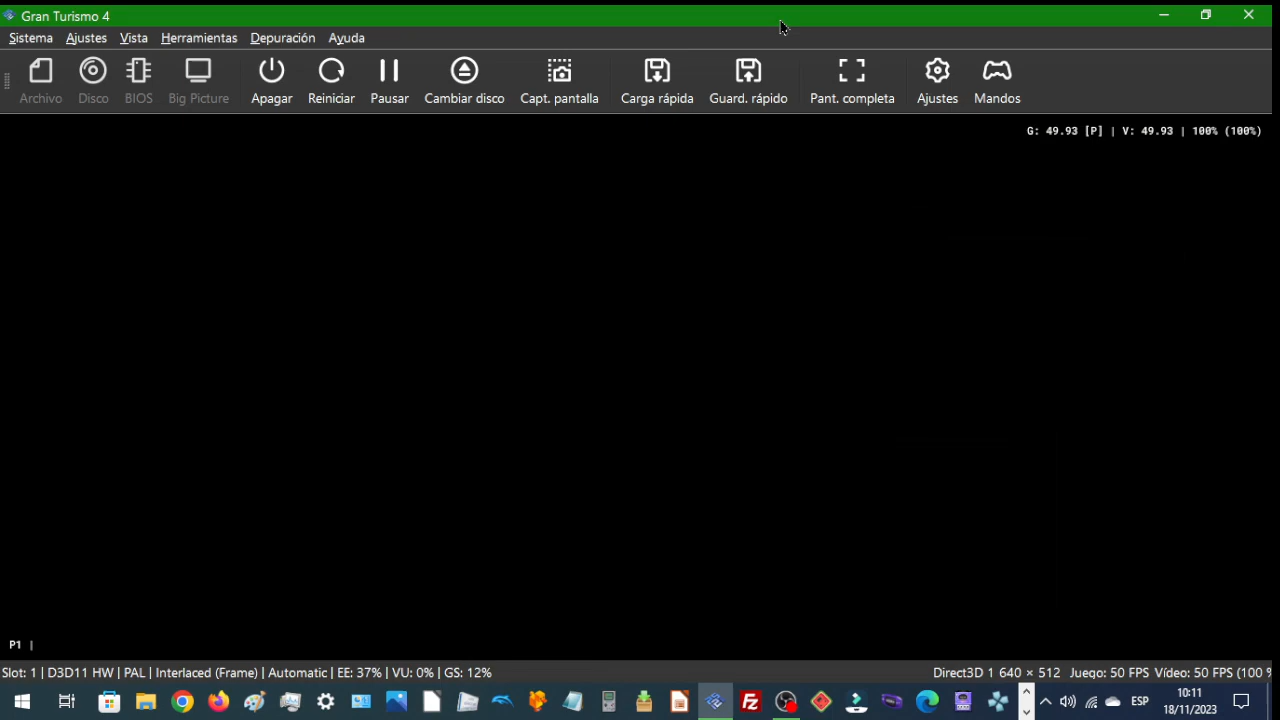 Gran Turismo 4
Sistema Ajustes Vista Herramientas Depuración Ayuda
Archivo Disco BIOS Big Picture Apagar Reiniciar Pausar Cambiar disco Capt. pantalla Carga rápida Guard. rápido Pant. completa Ajustes Mandos
G: 49.93 [P] | V: 49.93 | 100% (100%)
P1 |
Slot: 1 | D3D11 HW | PAL | Interlaced (Frame) | Automatic | EE: 37% | VU: 0% | GS: 12% Direct3D 1 640 × 512 Juego: 50 FPS Vídeo: 50 FPS (100 %
ESP 10:11
18/11/2023